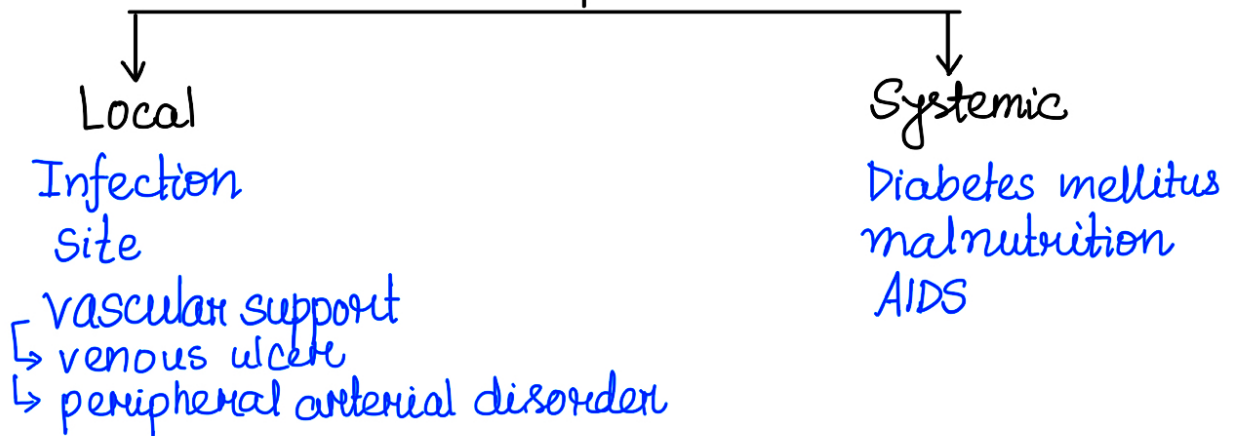 Local
Systemic
Infection
Diabetes mellitus
Site
malnutrition
vascular support
AIDS
venous ulcer
peripheral arterial disorder